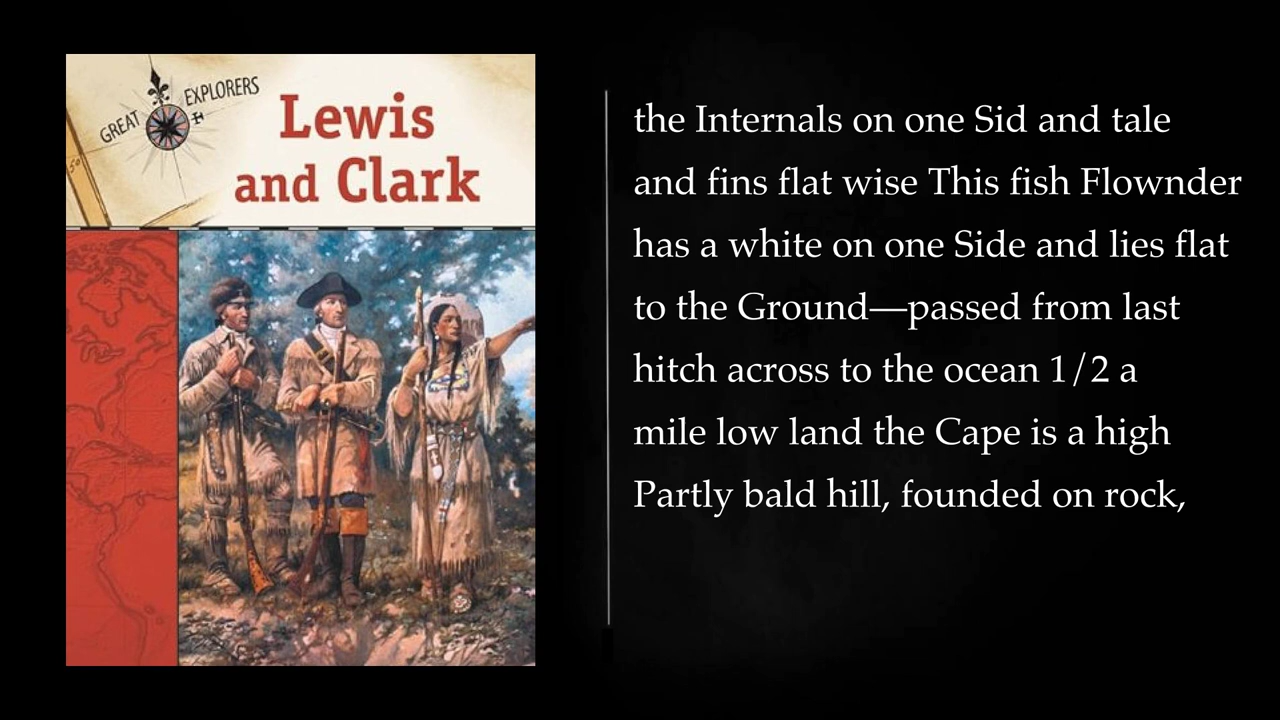 GREAT EXPLORERS
Lewis
and Clark
50
the Internals on one Sid and tale
and fins flat wise This fish Flownder
has a white on one Side and lies flat
to the Ground—passed from last
hitch across to the ocean 1/2 a
mile low land the Cape is a high
Partly bald hill, founded on rock,